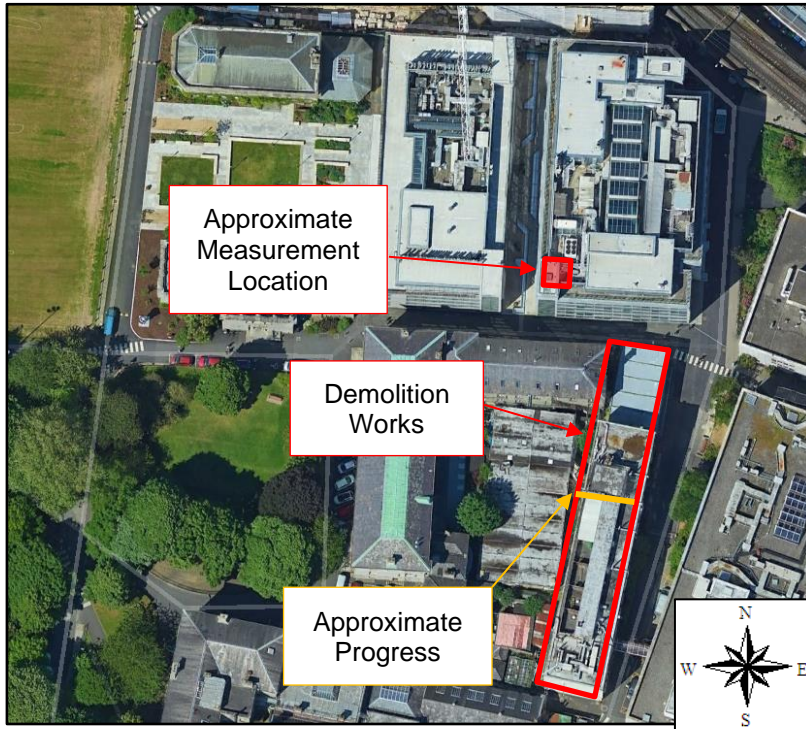 Approximate
Measurement
Location
Demolition
Works
Approximate
Progress
N
W E
S